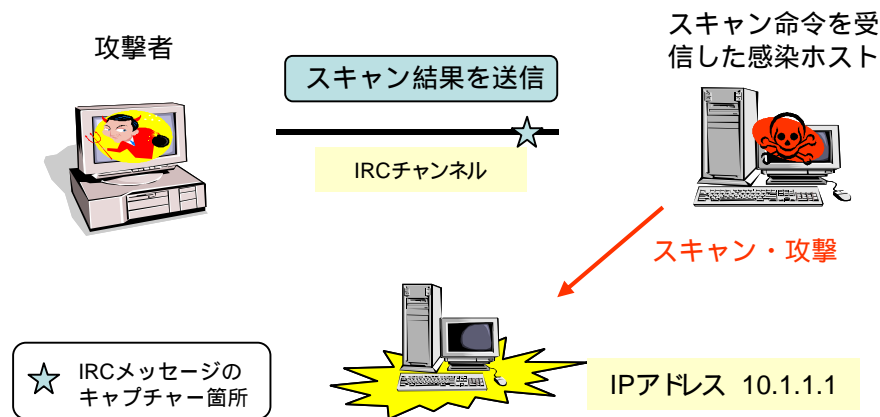 攻撃者
スキャン命令を受
信した感染ホスト
スキャン結果を送信
IRCチャンネル
スキャン・攻撃
IRCメッセージの
キャプチャー箇所
IPアドレス 10.1.1.1